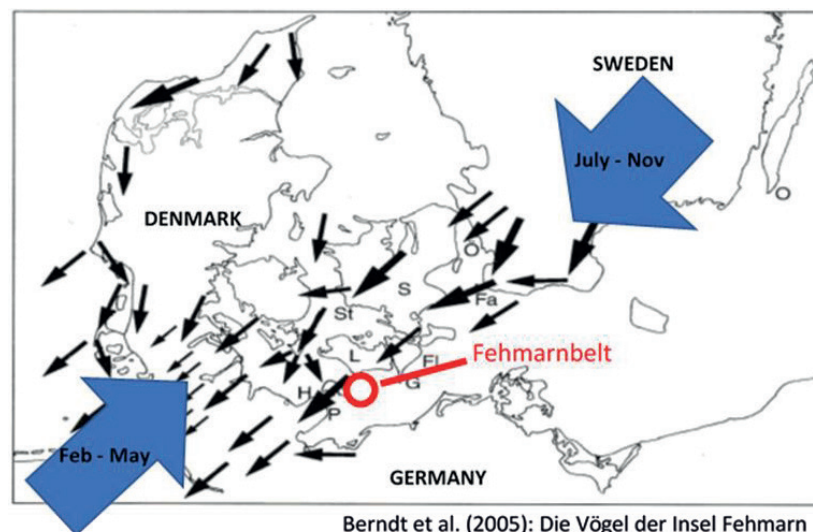 SWEDEN
July - Nov
DENMARK
O
O
S
Fa
St
Fehmarnbelt
L
Fl
G
H
P
Feb - May
GERMANY
Berndt et al. (2005): Die Vögel der Insel Fehmarn